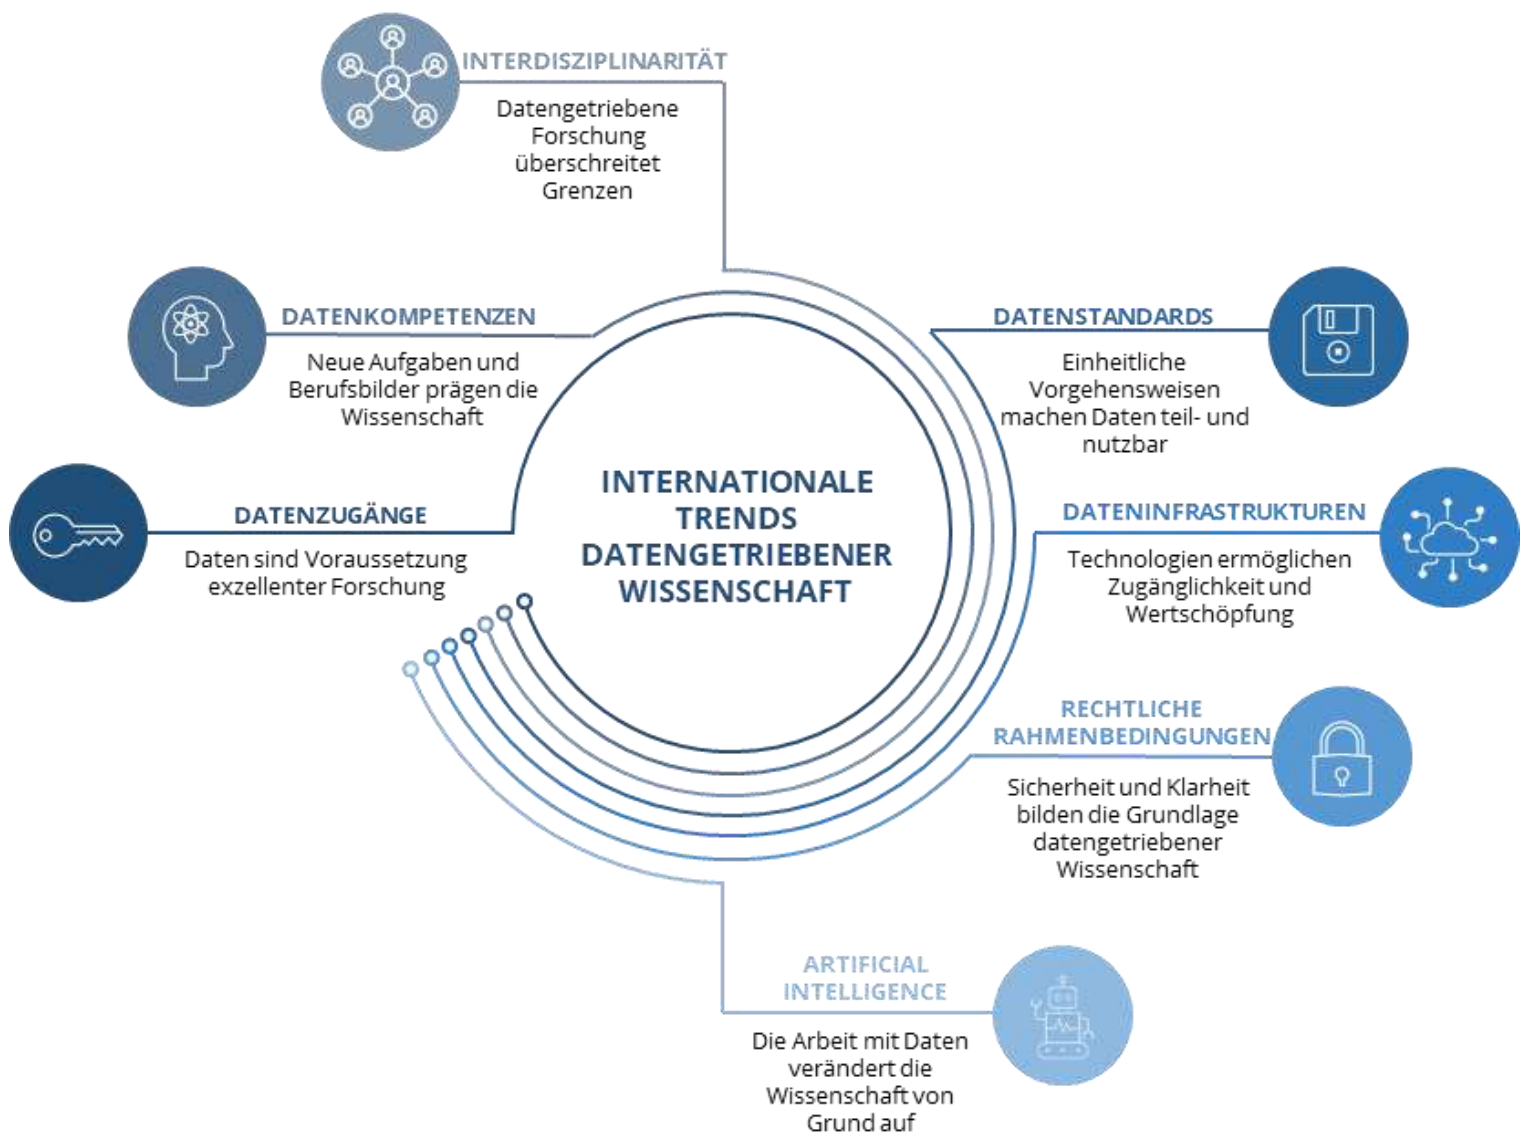 INTERDISZIPLINARITÄT
Datengetriebene
Forschung
überschreitet
Grenzen
DATENKOMPETENZEN
Neue Aufgaben und
Berufsbilder prägen die
Wissenschaft
DATENZUGÄNGE
Daten sind Voraussetzung
exzellenter Forschung
INTERNATIONALE
TRENDS
DATENGETRIEBENER
WISSENSCHAFT
DATENSTANDARDS
Einheitliche
Vorgehensweisen
machen Daten teil- und
nutzbar
DATENINFRASTRUKTUREN
Technologien ermöglichen
Zugänglichkeit und
Wertschöpfung
RECHTLICHE
RAHMENBEDINGUNGEN
Sicherheit und Klarheit
bilden die Grundlage
datengetriebener
Wissenschaft
ARTIFICIAL
INTELLIGENCE
Die Arbeit mit Daten
verändert die
Wissenschaft von
Grund auf